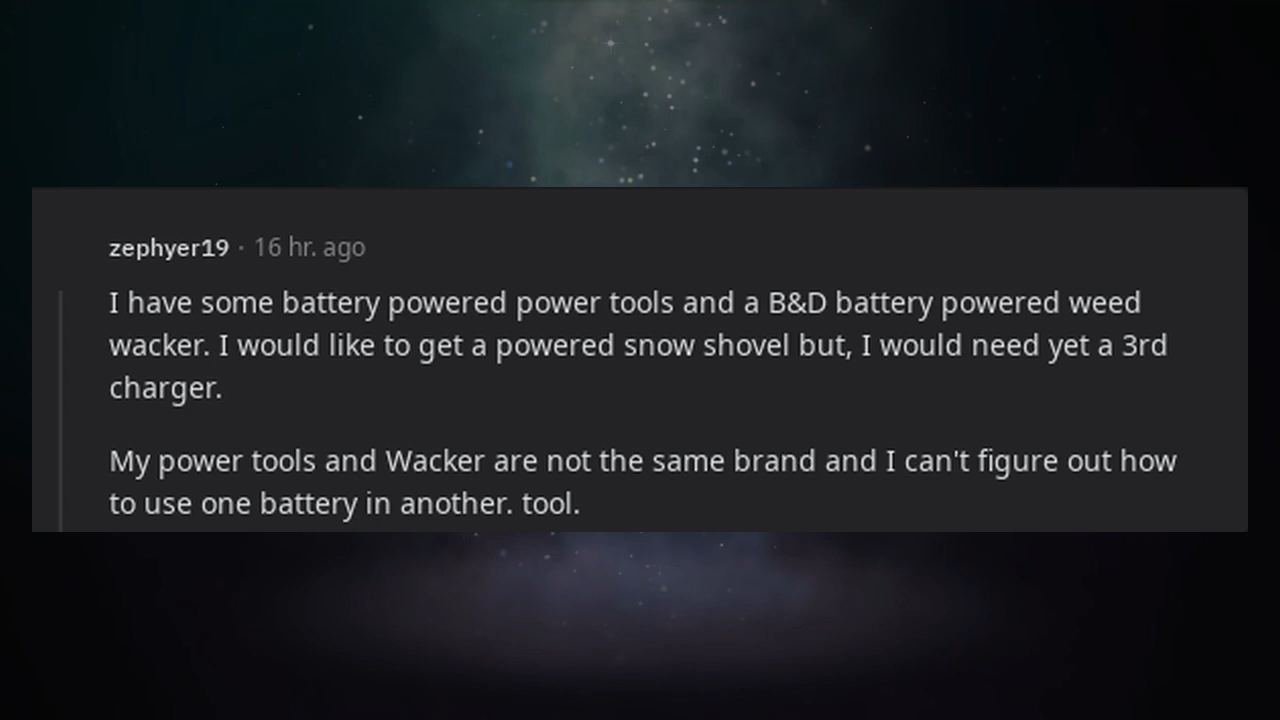 zephyer19 · 16 hr. ago
I have some battery powered power tools and a B&D battery powered weed
wacker. I would like to get a powered snow shovel but, I would need yet a 3rd
charger.
My power tools and Wacker are not the same brand and I can't figure out how
to use one battery in another. tool.